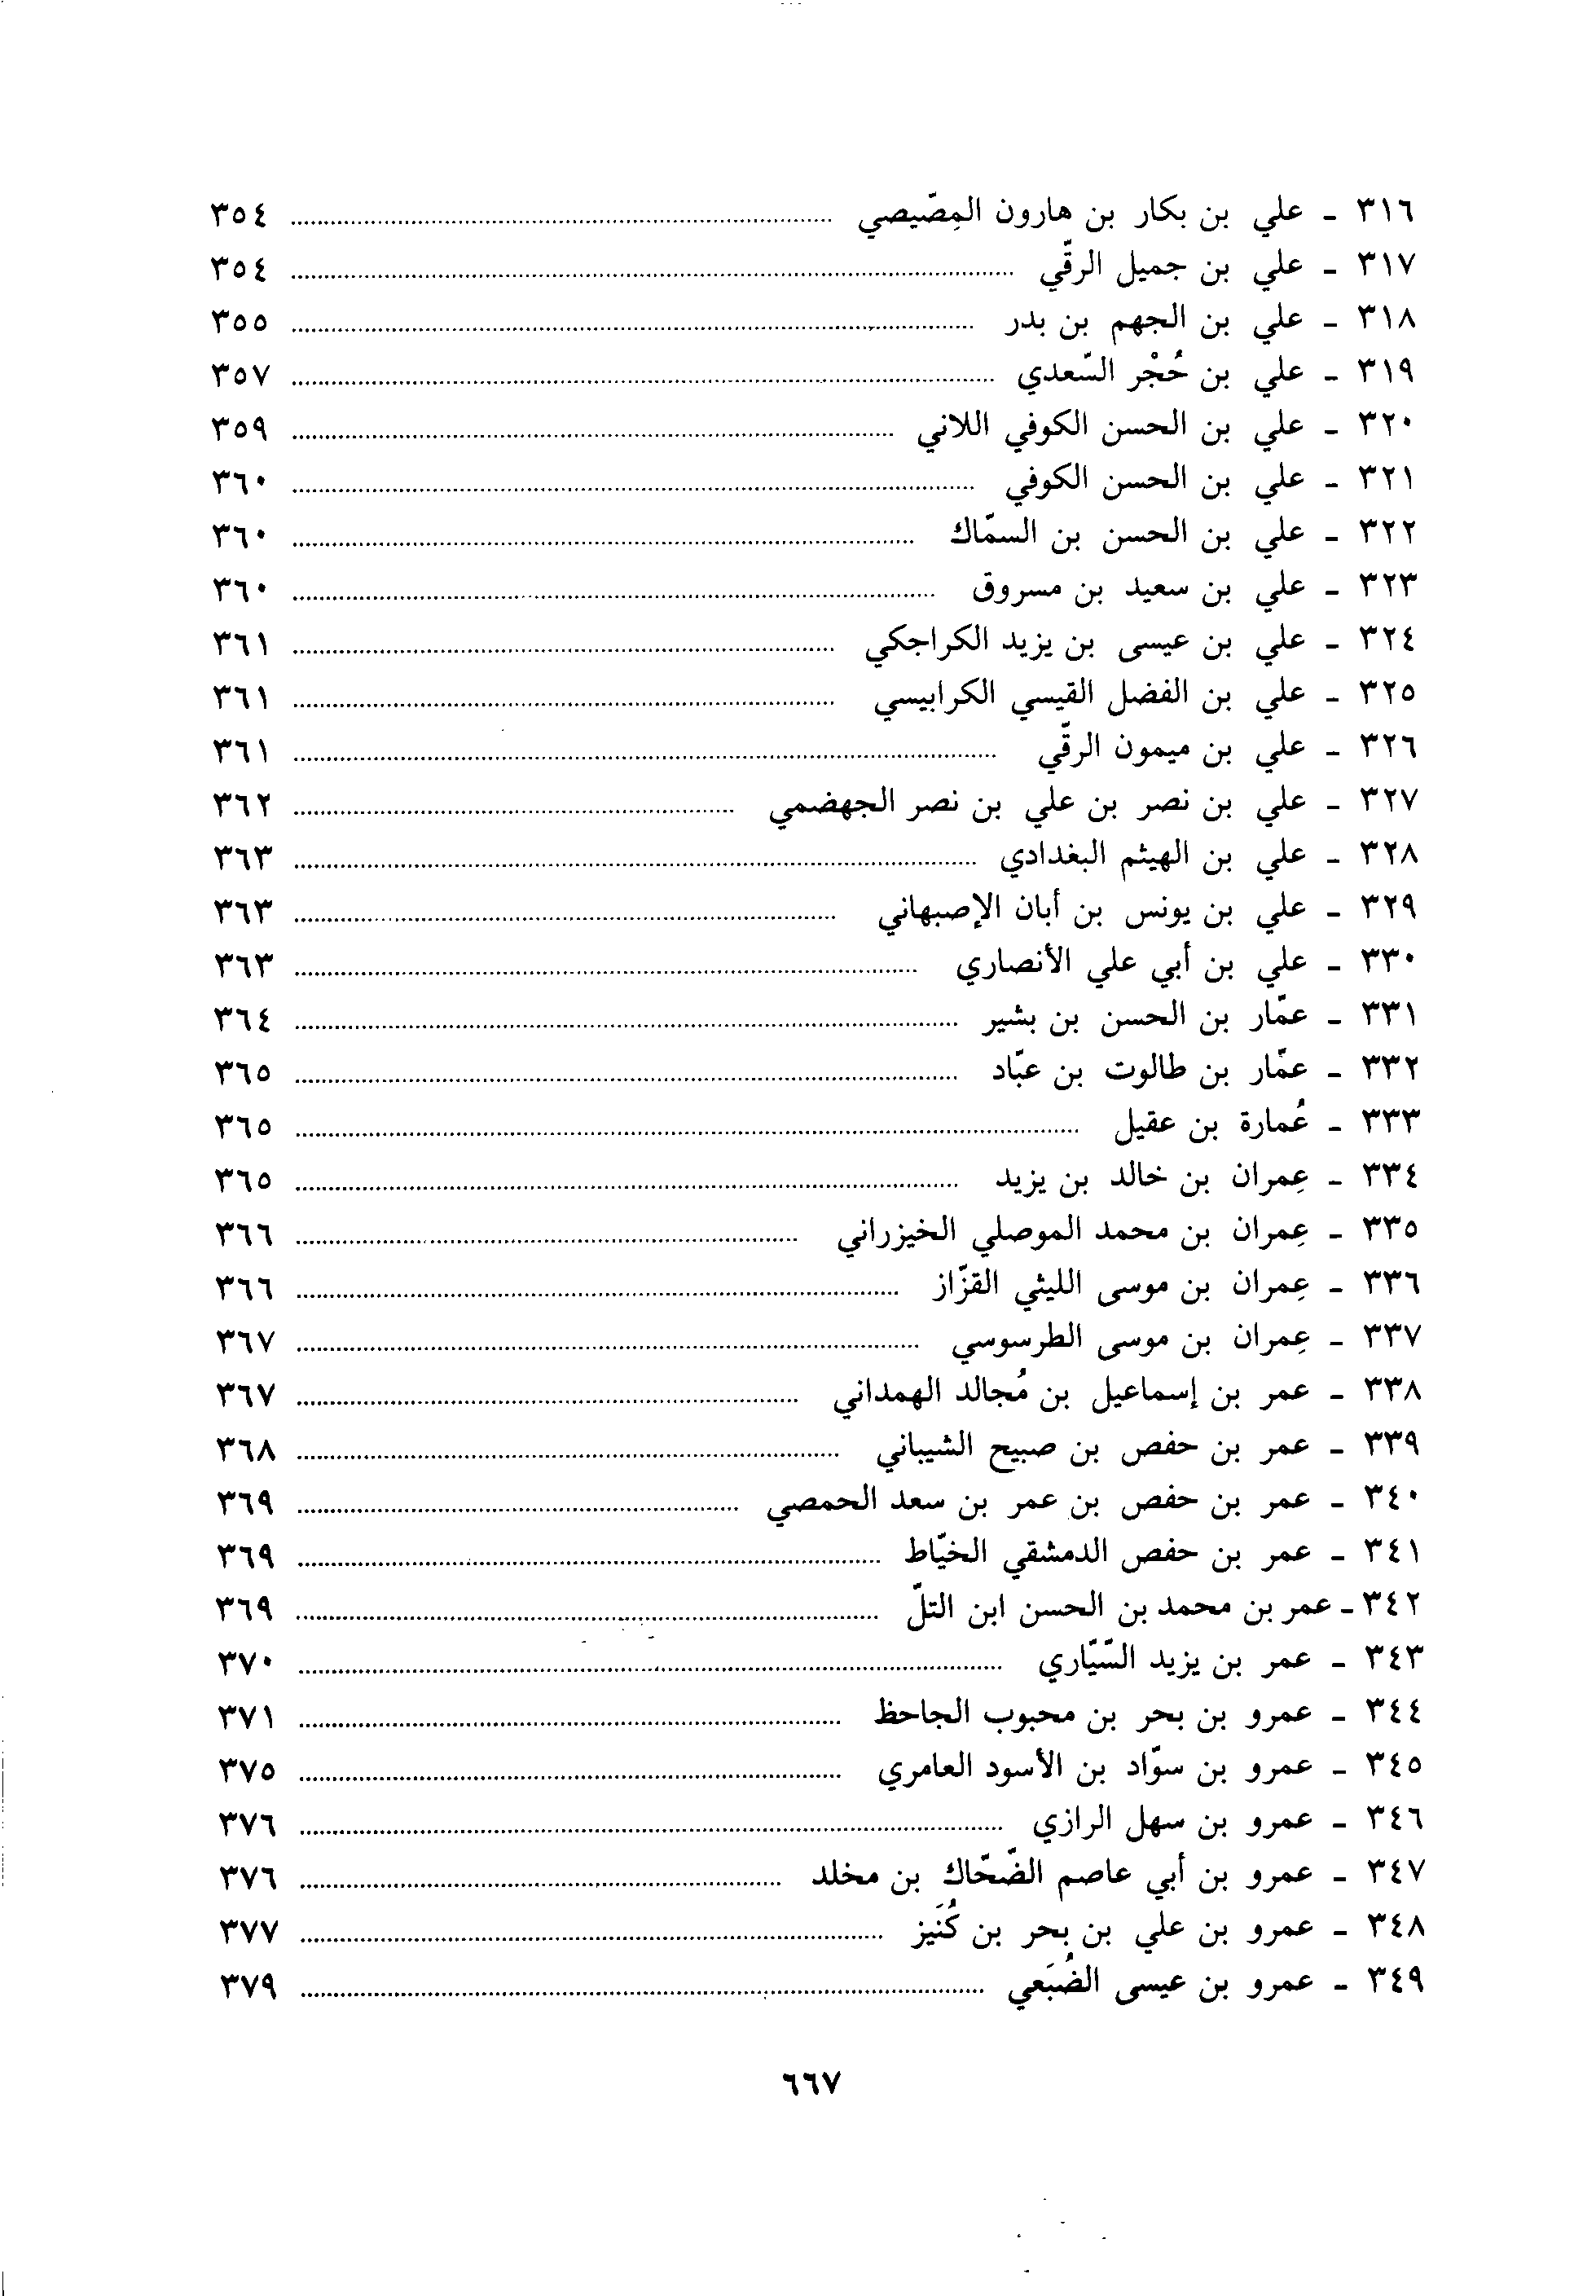 ٣١٦ - علي بن بكار بن هارون المِصّيصي ........ ٣٥٤
٣١٧ - علي بن جميل الرقّي ........ ٣٥٤
٣١٨ - علي بن الجهم بن بدر ........ ٣٥٥
٣١٩ - علي بن حُجْر السّعدي ........ ٣٥٧
٣٢٠ - علي بن الحسن الكوفي اللاني ........ ٣٥٩
٣٢١ - علي بن الحسن الكوفي ........ ٣٦٠
٣٢٢ - علي بن الحسن بن السمّاك ........ ٣٦٠
٣٢٣ - علي بن سعيد بن مسروق ........ ٣٦٠
٣٢٤ - علي بن عيسى بن يزيد الكراجكي ........ ٣٦١
٣٢٥ - علي بن الفضل القيسي الكرابيسي ........ ٣٦١
٣٢٦ - علي بن ميمون الرقّي ........ ٣٦١
٣٢٧ - علي بن نصر بن علي بن نصر الجهضمي ........ ٣٦٢
٣٢٨ - علي بن الهيثم البغدادي ........ ٣٦٣
٣٢٩ - علي بن يونس بن أبان الإصبهاني ........ ٣٦٣
٣٣٠ - علي بن أبي علي الأنصاري ........ ٣٦٣
٣٣١ - عمّار بن الحسن بن بشير ........ ٣٦٤
٣٣٢ - عمّار بن طالوت بن عبّاد ........ ٣٦٥
٣٣٣ - عُمارة بن عقيل ........ ٣٦٥
٣٣٤ - عِمران بن خالد بن يزيد ........ ٣٦٥
٣٣٥ - عِمران بن محمد الموصلي الخيزراني ........ ٣٦٦
٣٣٦ - عِمران بن موسى الليثي القزّاز ........ ٣٦٦
٣٣٧ - عِمران بن موسى الطرسوسي ........ ٣٦٧
٣٣٨ - عمر بن إسماعيل بن مُجالد الهمداني ........ ٣٦٧
٣٣٩ - عمر بن حفص بن صبيح الشيباني ........ ٣٦٨
٣٤٠ - عمر بن حفص بن عمر بن سعد الحمصي ........ ٣٦٩
٣٤١ - عمر بن حفص الدمشقي الخيّاط ........ ٣٦٩
٣٤٢ - عمر بن محمد بن الحسن ابن التلّ ........ ٣٦٩
٣٤٣ - عمر بن يزيد السّيّاري ........ ٣٧٠
٣٤٤ - عمرو بن بحر بن محبوب الجاحظ ........ ٣٧١
٣٤٥ - عمرو بن سوّاد بن الأسود العامري ........ ٣٧٥
٣٤٦ - عمرو بن سهل الرازي ........ ٣٧٦
٣٤٧ - عمرو بن أبي عاصم الضّحّاك بن مخلد ........ ٣٧٦
٣٤٨ - عمرو بن علي بن بحر بن كُنَيز ........ ٣٧٧
٣٤٩ - عمرو بن عيسى الضُبَعي ........ ٣٧٩
٦٦٧